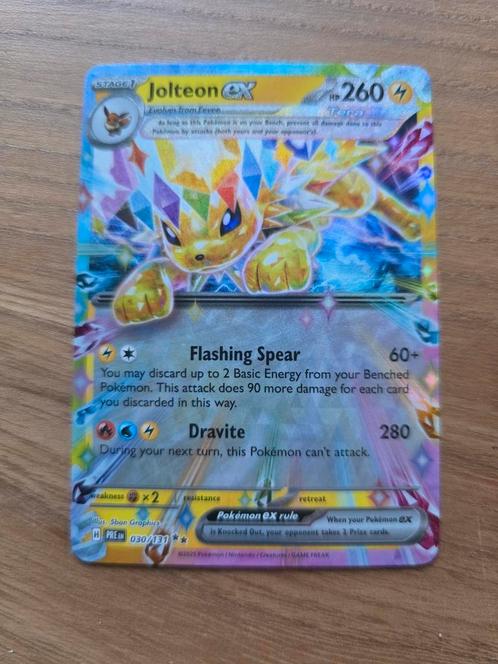 STAGE 1 Jolteon ex HP 260
Evolves from Eevee Tera
As long as this Pokémon is on your Bench, prevent all damage done to this
Pokémon by attacks (both yours and your opponent's).
Flashing Spear 60+
You may discard up to 2 Basic Energy from your Benched
Pokémon. This attack does 90 more damage for each card
you discarded in this way.
Dravite 280
During your next turn, this Pokémon can't attack.
weakness ×2 resistance retreat
Illus. 5ban Graphics Pokémon ex rule When your Pokémon ex
is Knocked Out, your opponent takes 2 Prize cards.
H PRE EN 030/131
©2025 Pokémon / Nintendo / Creatures / GAME FREAK